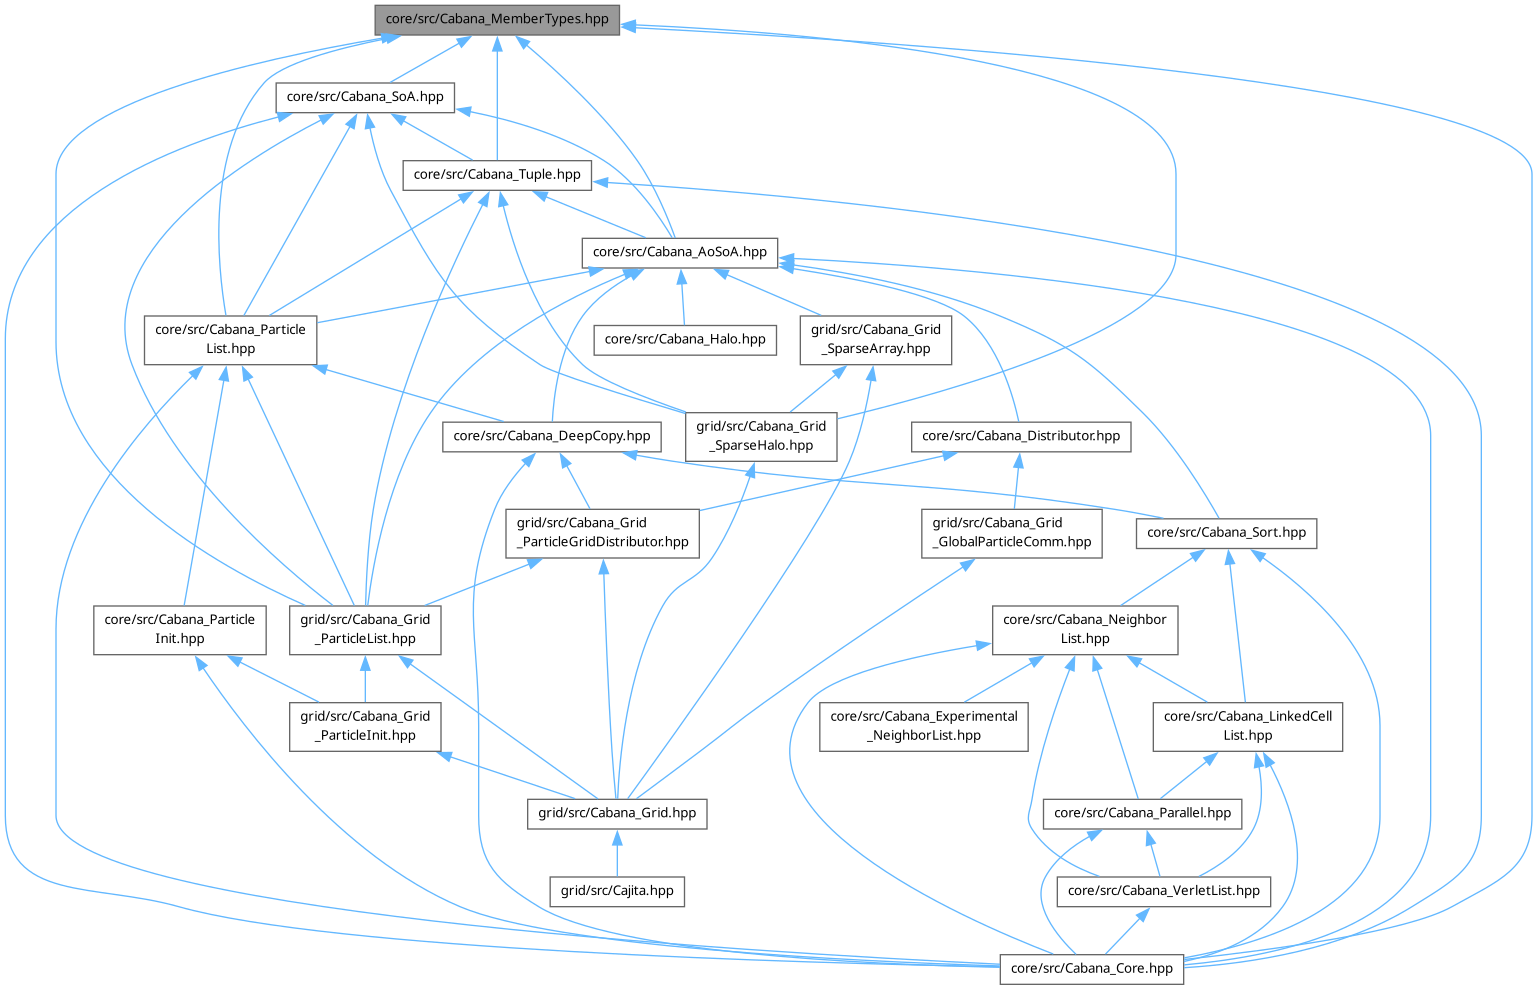 core/src/Cabana_MemberTypes.hpp
core/src/Cabana_SoA.hpp
core/src/Cabana_Tuple.hpp
core/src/Cabana_AoSoA.hpp
core/src/Cabana_Particle
List.hpp
core/src/Cabana_Halo.hpp
grid/src/Cabana_Grid
_SparseArray.hpp
core/src/Cabana_DeepCopy.hpp
grid/src/Cabana_Grid
_SparseHalo.hpp
core/src/Cabana_Distributor.hpp
grid/src/Cabana_Grid
_ParticleGridDistributor.hpp
grid/src/Cabana_Grid
_GlobalParticleComm.hpp
core/src/Cabana_Sort.hpp
core/src/Cabana_Particle
Init.hpp
grid/src/Cabana_Grid
_ParticleList.hpp
core/src/Cabana_Neighbor
List.hpp
grid/src/Cabana_Grid
_ParticleInit.hpp
core/src/Cabana_Experimental
_NeighborList.hpp
core/src/Cabana_LinkedCell
List.hpp
grid/src/Cabana_Grid.hpp
core/src/Cabana_Parallel.hpp
grid/src/Cajita.hpp
core/src/Cabana_VerletList.hpp
core/src/Cabana_Core.hpp